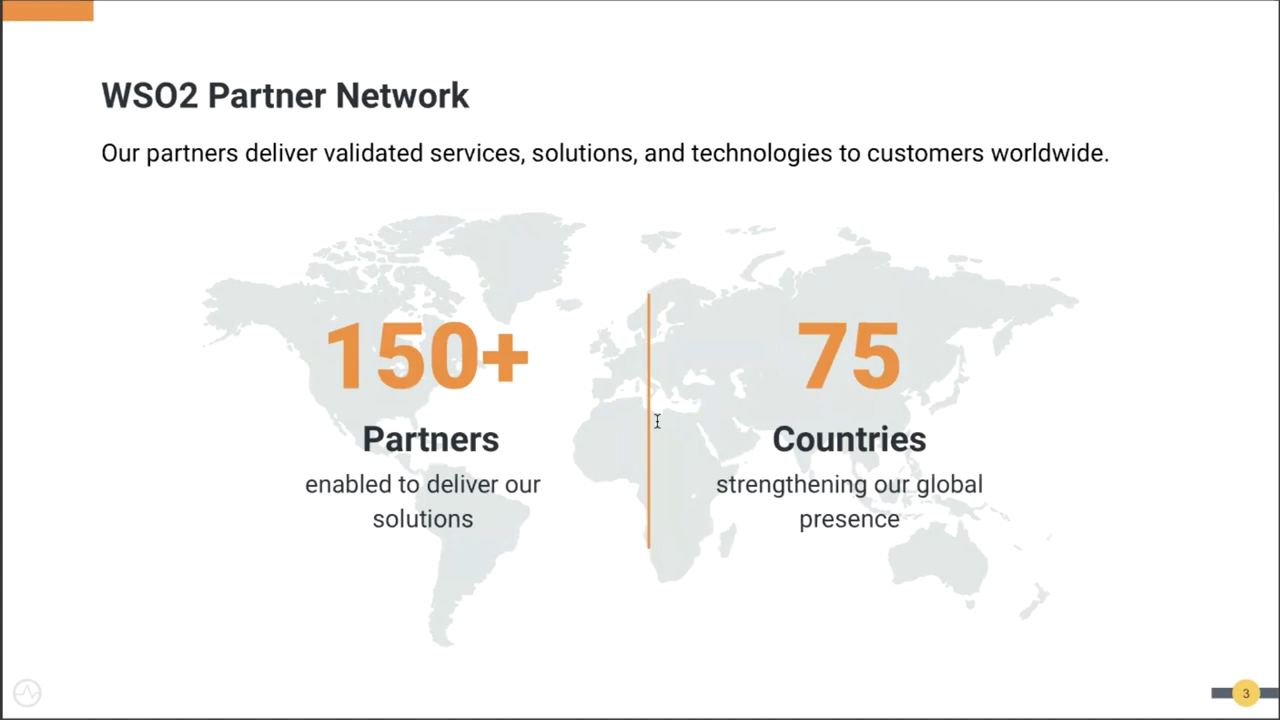 WSO2 Partner Network
Our partners deliver validated services, solutions, and technologies to customers worldwide.
150+
Partners
enabled to deliver our
solutions
75
Countries
strengthening our global
presence
3